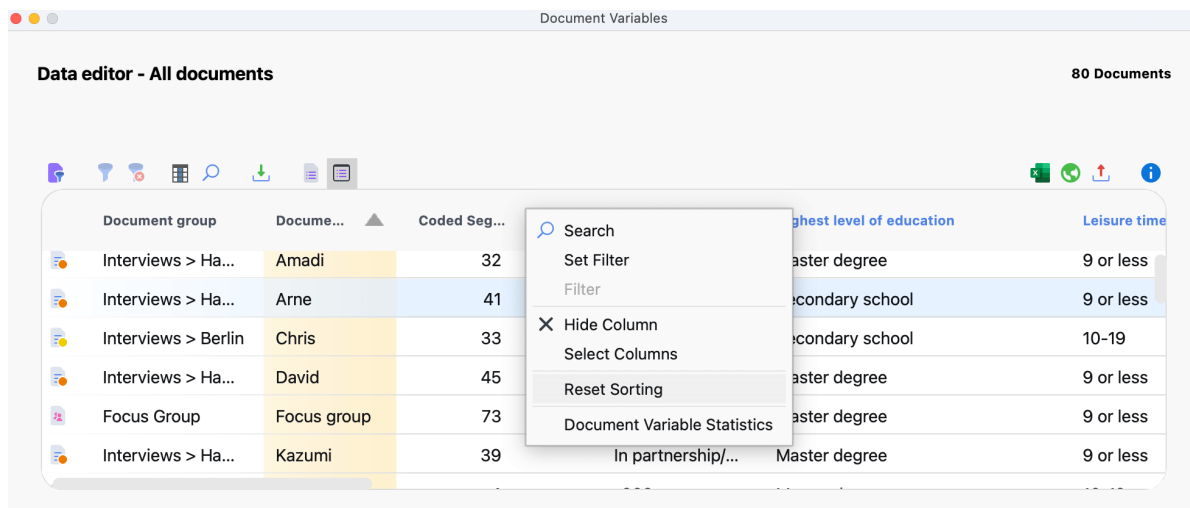 Document Variables
Data editor - All documents
80 Documents
Document group Docume... Coded Seg... ghest level of education Leisure time
Interviews > Ha... Amadi 32 aster degree 9 or less
Interviews > Ha... Arne 41 econdary school 9 or less
Interviews > Berlin Chris 33 econdary school 10-19
Interviews > Ha... David 45 aster degree 9 or less
Focus Group Focus group 73 aster degree 9 or less
Interviews > Ha... Kazumi 39 In partnership/... Master degree 9 or less
Search
Set Filter
Filter
Hide Column
Select Columns
Reset Sorting
Document Variable Statistics